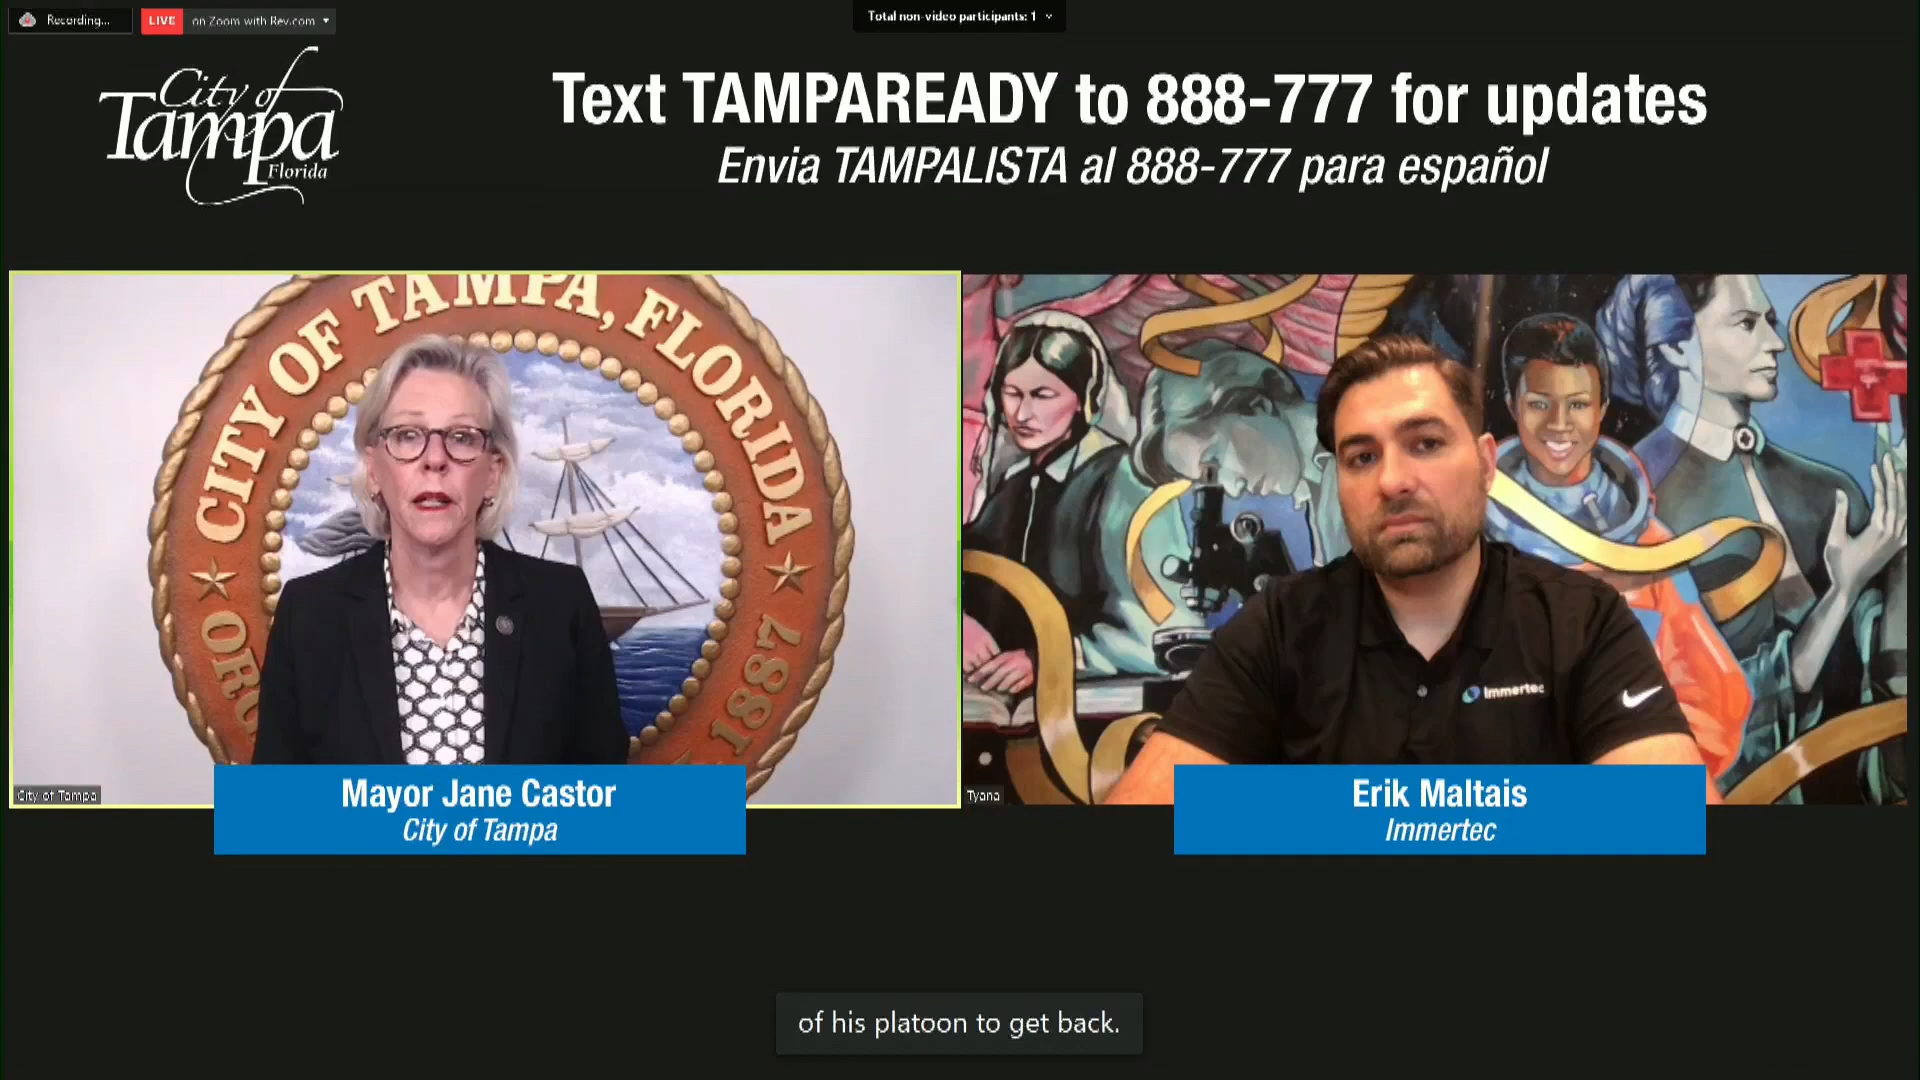 Recording...
LIVE on Zoom with Rev.com
Total non-video participants: 1
City of
Tampa
Florida
Text TAMPAREADY to 888-777 for updates
Envia TAMPALISTA al 888-777 para español
CITY OF TAMPA, FLORIDA
1887
immertec
City of Tampa
Tyana
Mayor Jane Castor
City of Tampa
Erik Maltais
Immertec
of his platoon to get back.